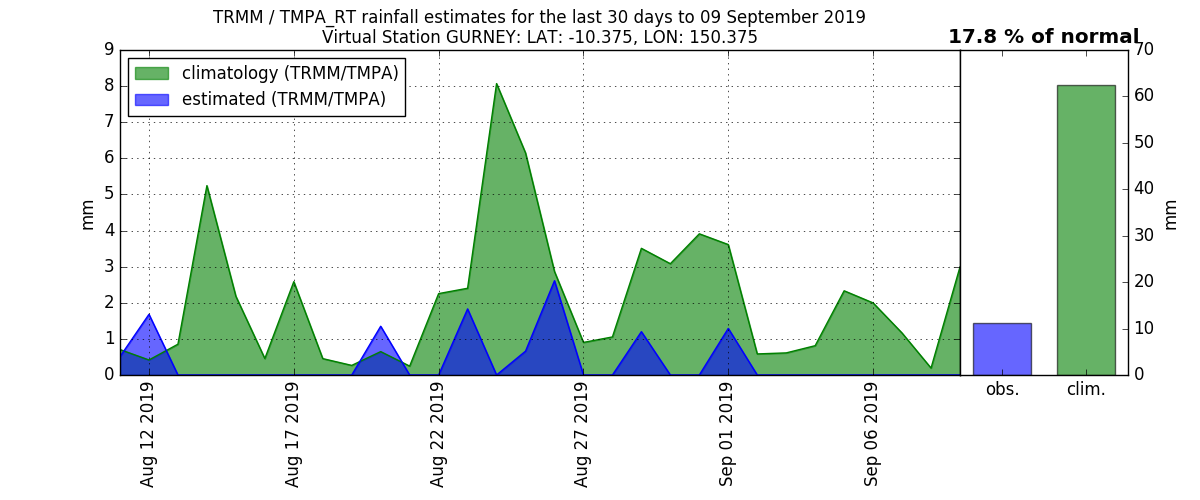 TRMM / TMPA_RT rainfall estimates for the last 30 days to 09 September 2019
Virtual Station GURNEY: LAT: -10.375, LON: 150.375
17.8 % of normal
climatology (TRMM/TMPA)
estimated (TRMM/TMPA)
9
8
7
6
5
4
3
2
1
0
mm
Aug 12 2019
Aug 17 2019
Aug 22 2019
Aug 27 2019
Sep 01 2019
Sep 06 2019
70
60
50
40
30
20
10
0
mm
obs.
clim.